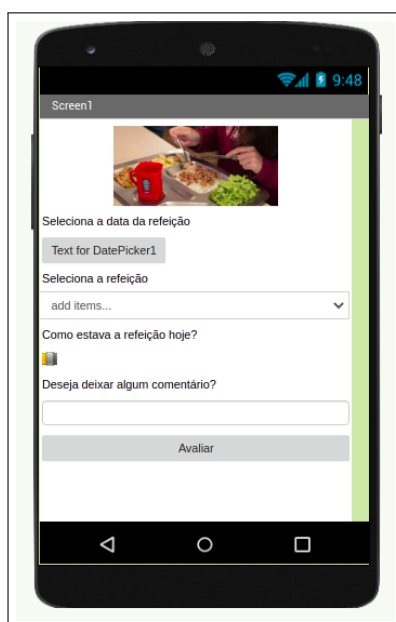 9:48
Screen1
Seleciona a data da refeição
Text for DatePicker1
Seleciona a refeição
add items...
Como estava a refeição hoje?
Deseja deixar algum comentário?
Avaliar